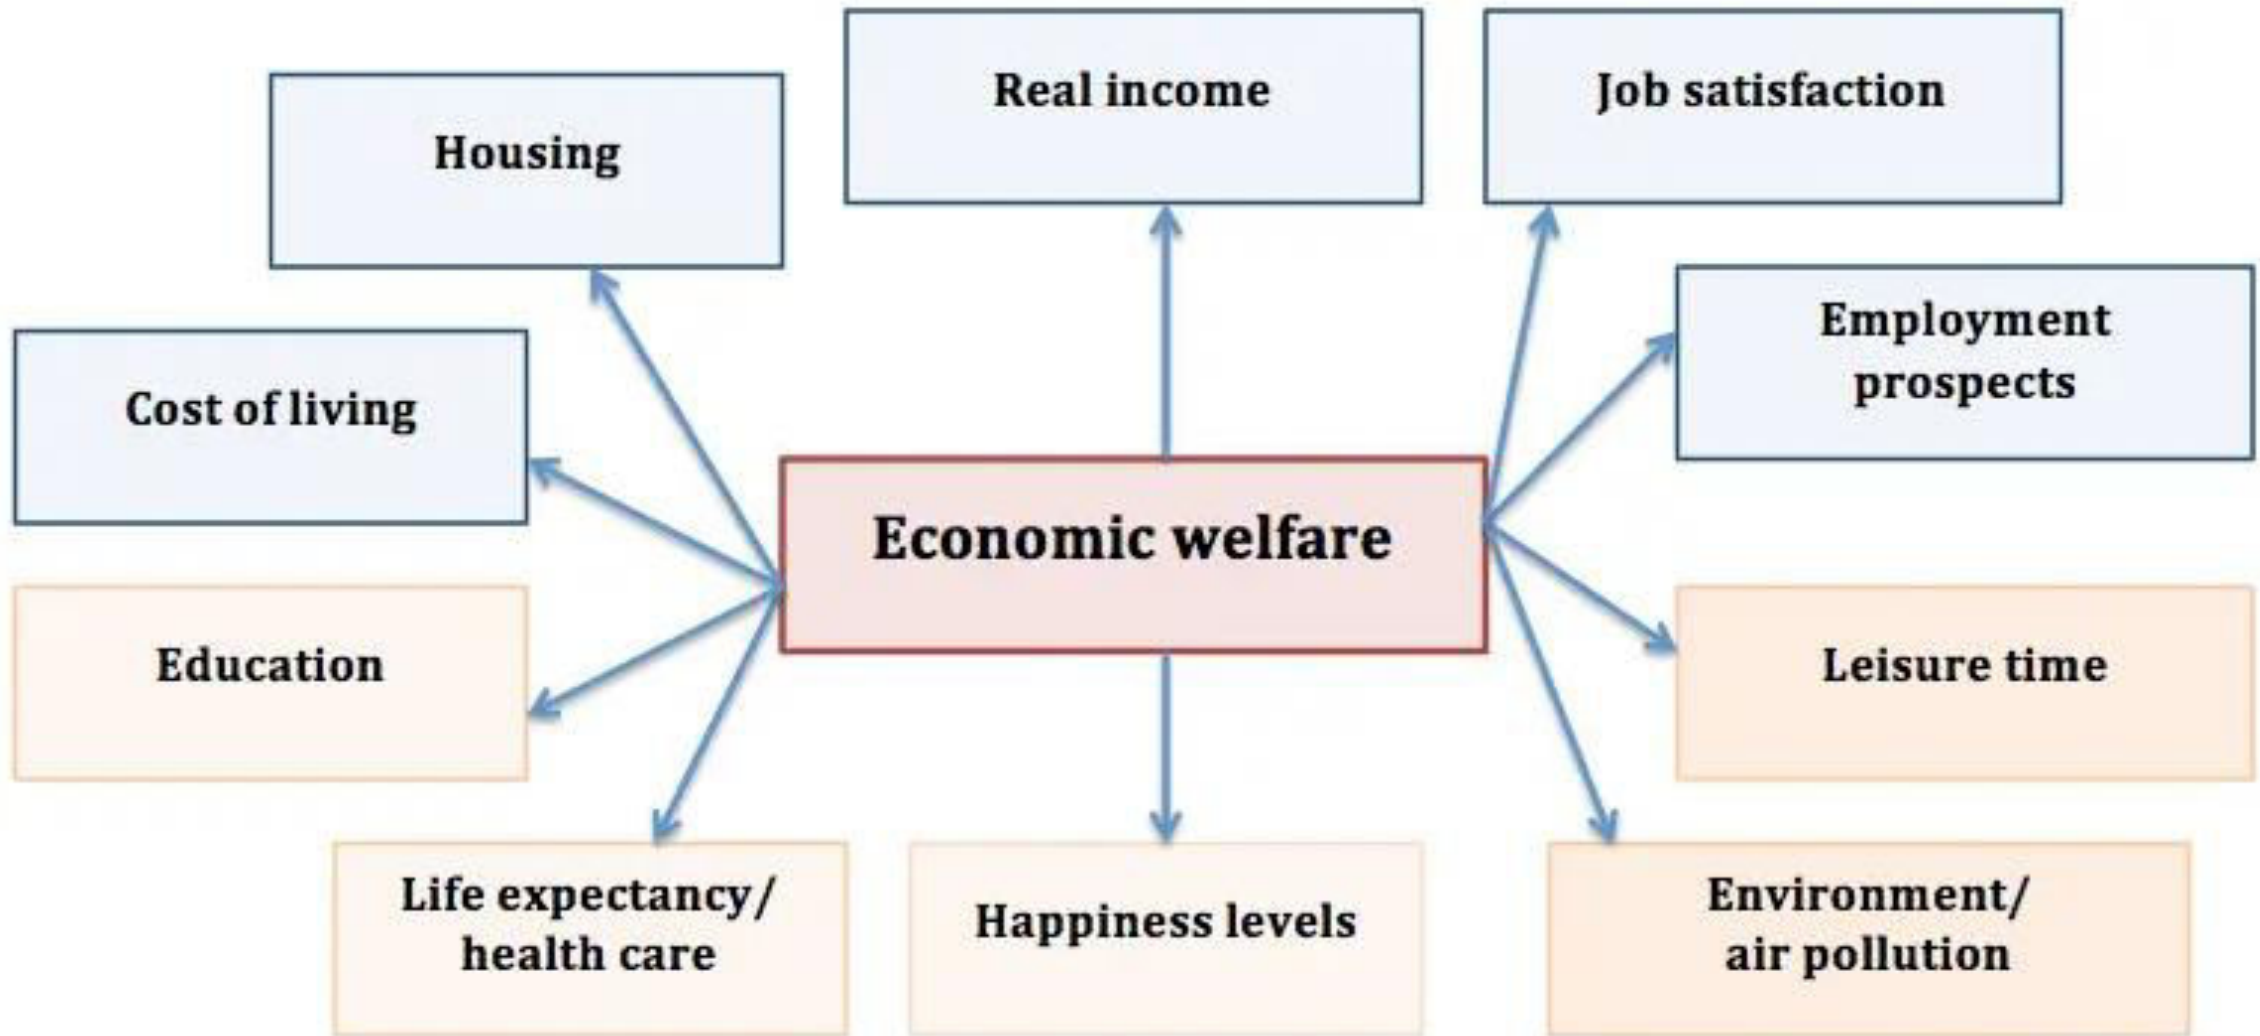 Real income
Job satisfaction
Housing
Employment
prospects
Cost of living
Economic welfare
Education
Leisure time
Life expectancy/
health care
Happiness levels
Environment/
air pollution